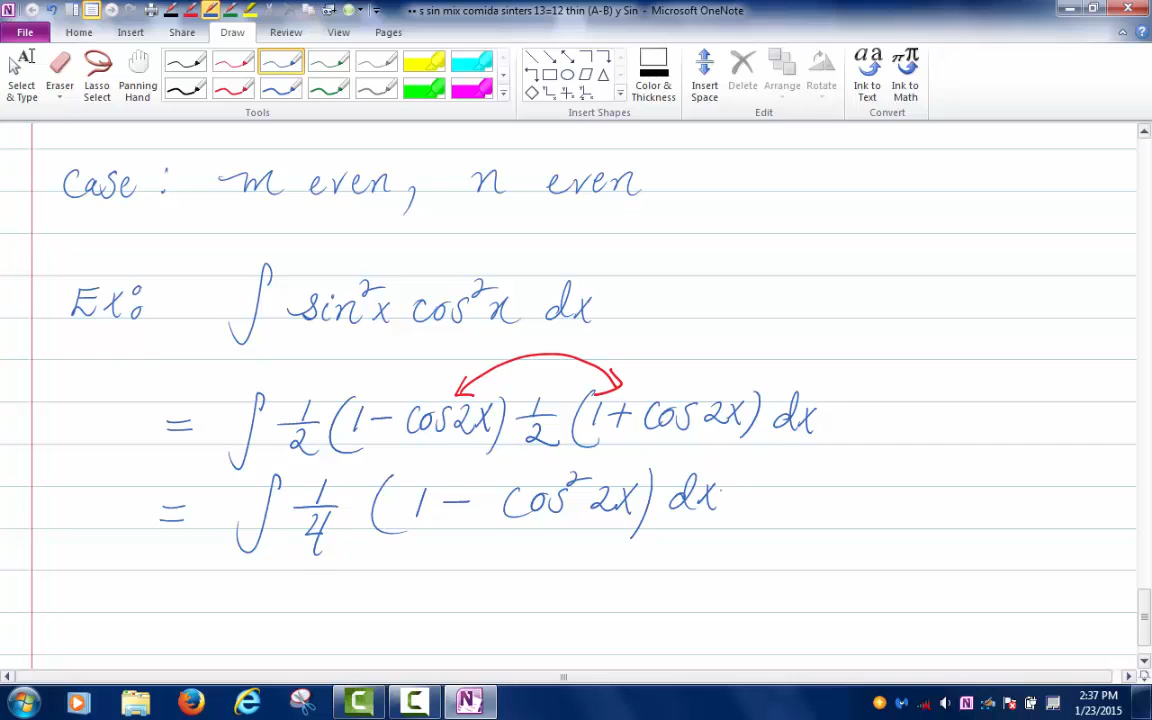 •• s sin mix comida sinters 13=12 thin (A-B) y Sin - Microsoft OneNote
File Home Insert Draw Review View Pages
Select & Type
Eraser
Lasso Select
Panning Hand
Color & Thickness
Insert Space
Delete
Arrange
Rotate
Ink to Text
Ink to Math
Tools
Insert Shapes
Edit
Convert
Case : m even, n even
Ex: ∫ sin²x cos²x dx
= ∫ 1/2 (1 - cos2x) 1/2 (1 + cos2x) dx
= ∫ 1/4 (1 - cos² 2x) dx
2:37 PM
1/23/2015